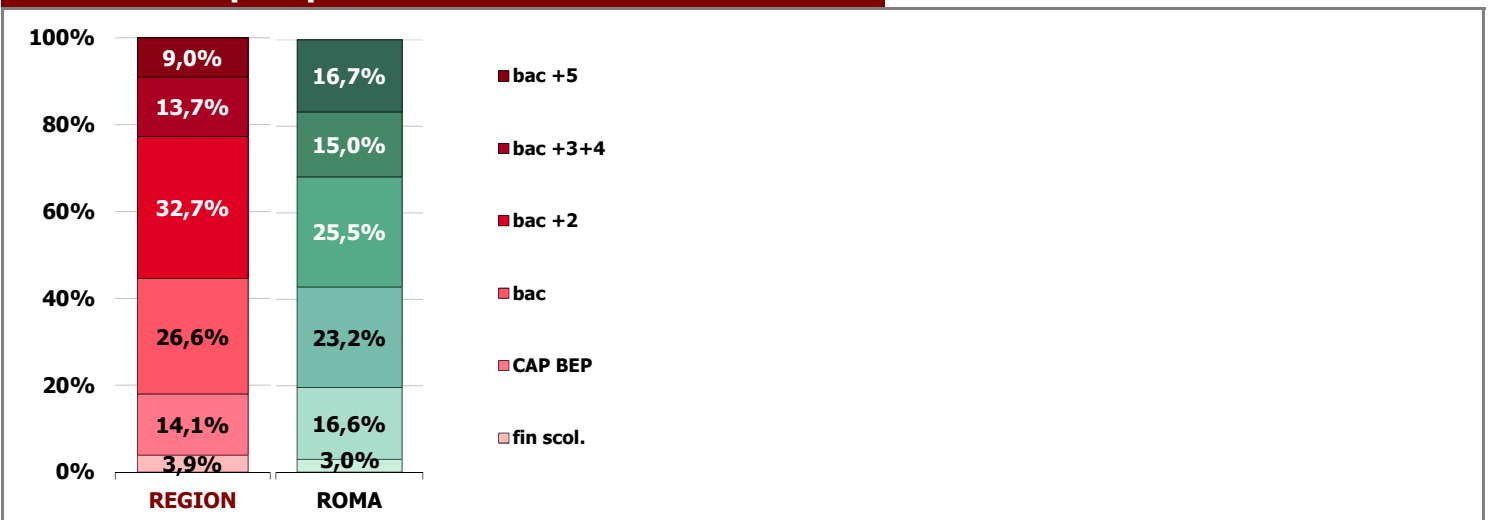 100%
80%
60%
40%
20%
0%
9,0%
13,7%
32,7%
26,6%
14,1%
3,9%
REGION
16,7%
15,0%
25,5%
23,2%
16,6%
3,0%
ROMA
bac +5
bac +3+4
bac +2
bac
CAP BEP
fin scol.